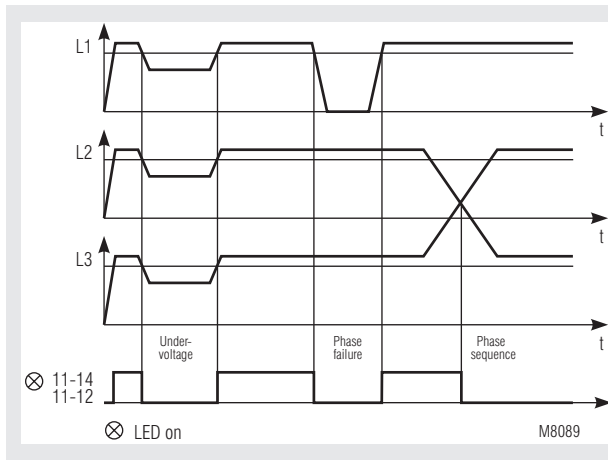 L1
t
L2
t
L3
t
Under-
voltage
Phase
failure
Phase
sequence
11-14
11-12
LED on
M8089